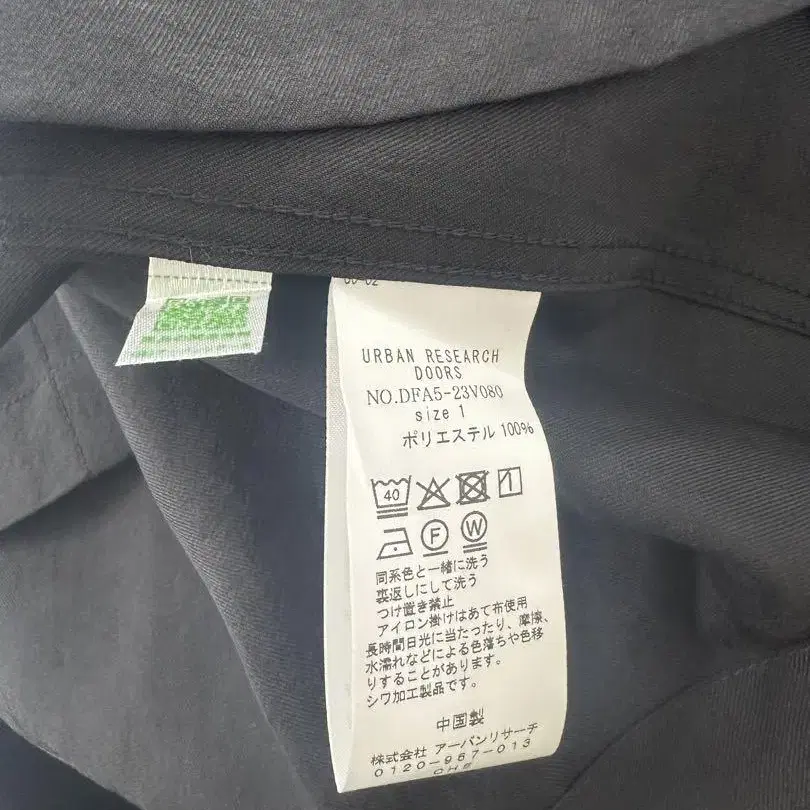 URBAN RESEARCH
DOORS
NO.DFA5-23V080
size 1
ポリエステル 100%
40
F W
同系色と一緒に洗う
裏返しにして洗う
つけ置き禁止
アイロン掛けはあて布使用
長時間日光に当たったり、摩擦、
水濡れなどによる色落ちや色移
りすることがあります。
シワ加工製品です。
中国製
株式会社 アーバンリサーチ
0120-967-013